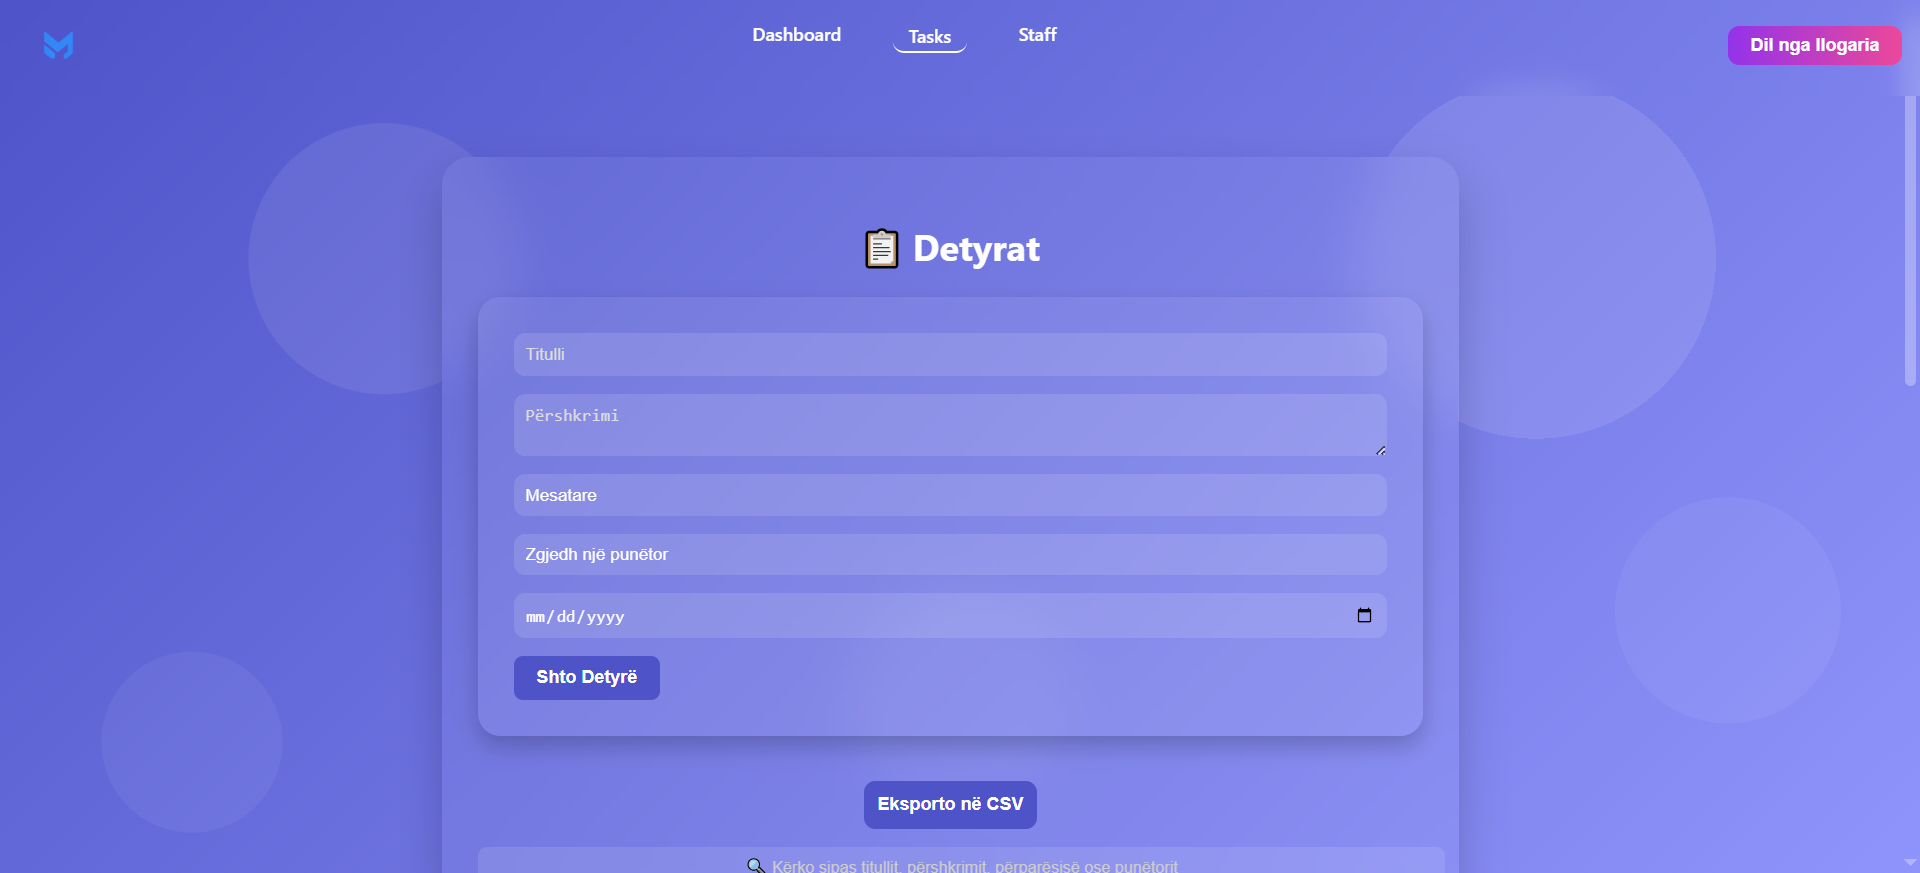 Dashboard
Tasks
Staff
Dil nga llogaria
Detyrat
Titulli
Përshkrimi
Mesatare
Zgjedh një punëtor
mm/dd/yyyy
Shto Detyrë
Eksporto në CSV
Kërko sipas titullit, përshkrimit, përparësisë ose punëtorit